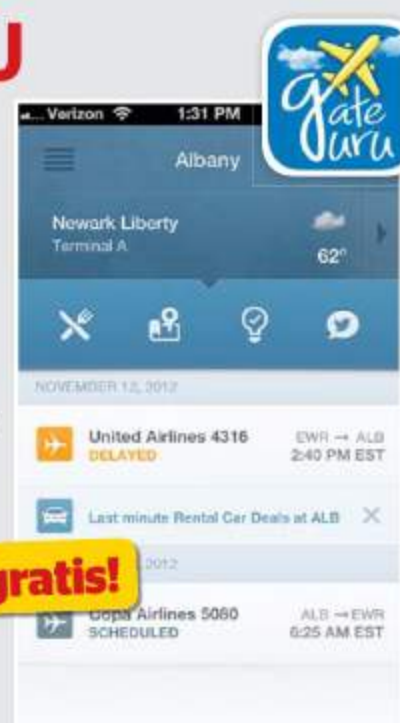 U
gate
guru
Verizon 1:31 PM
Albany
Newark Liberty
Terminal A
62°
NOVEMBER 12, 2012
United Airlines 4316 EWR → ALB
DELAYED 2:40 PM EST
Last minute Rental Car Deals at ALB ×
gratis!
2012
Copa Airlines 5060 ALB → EWR
SCHEDULED 6:25 AM EST